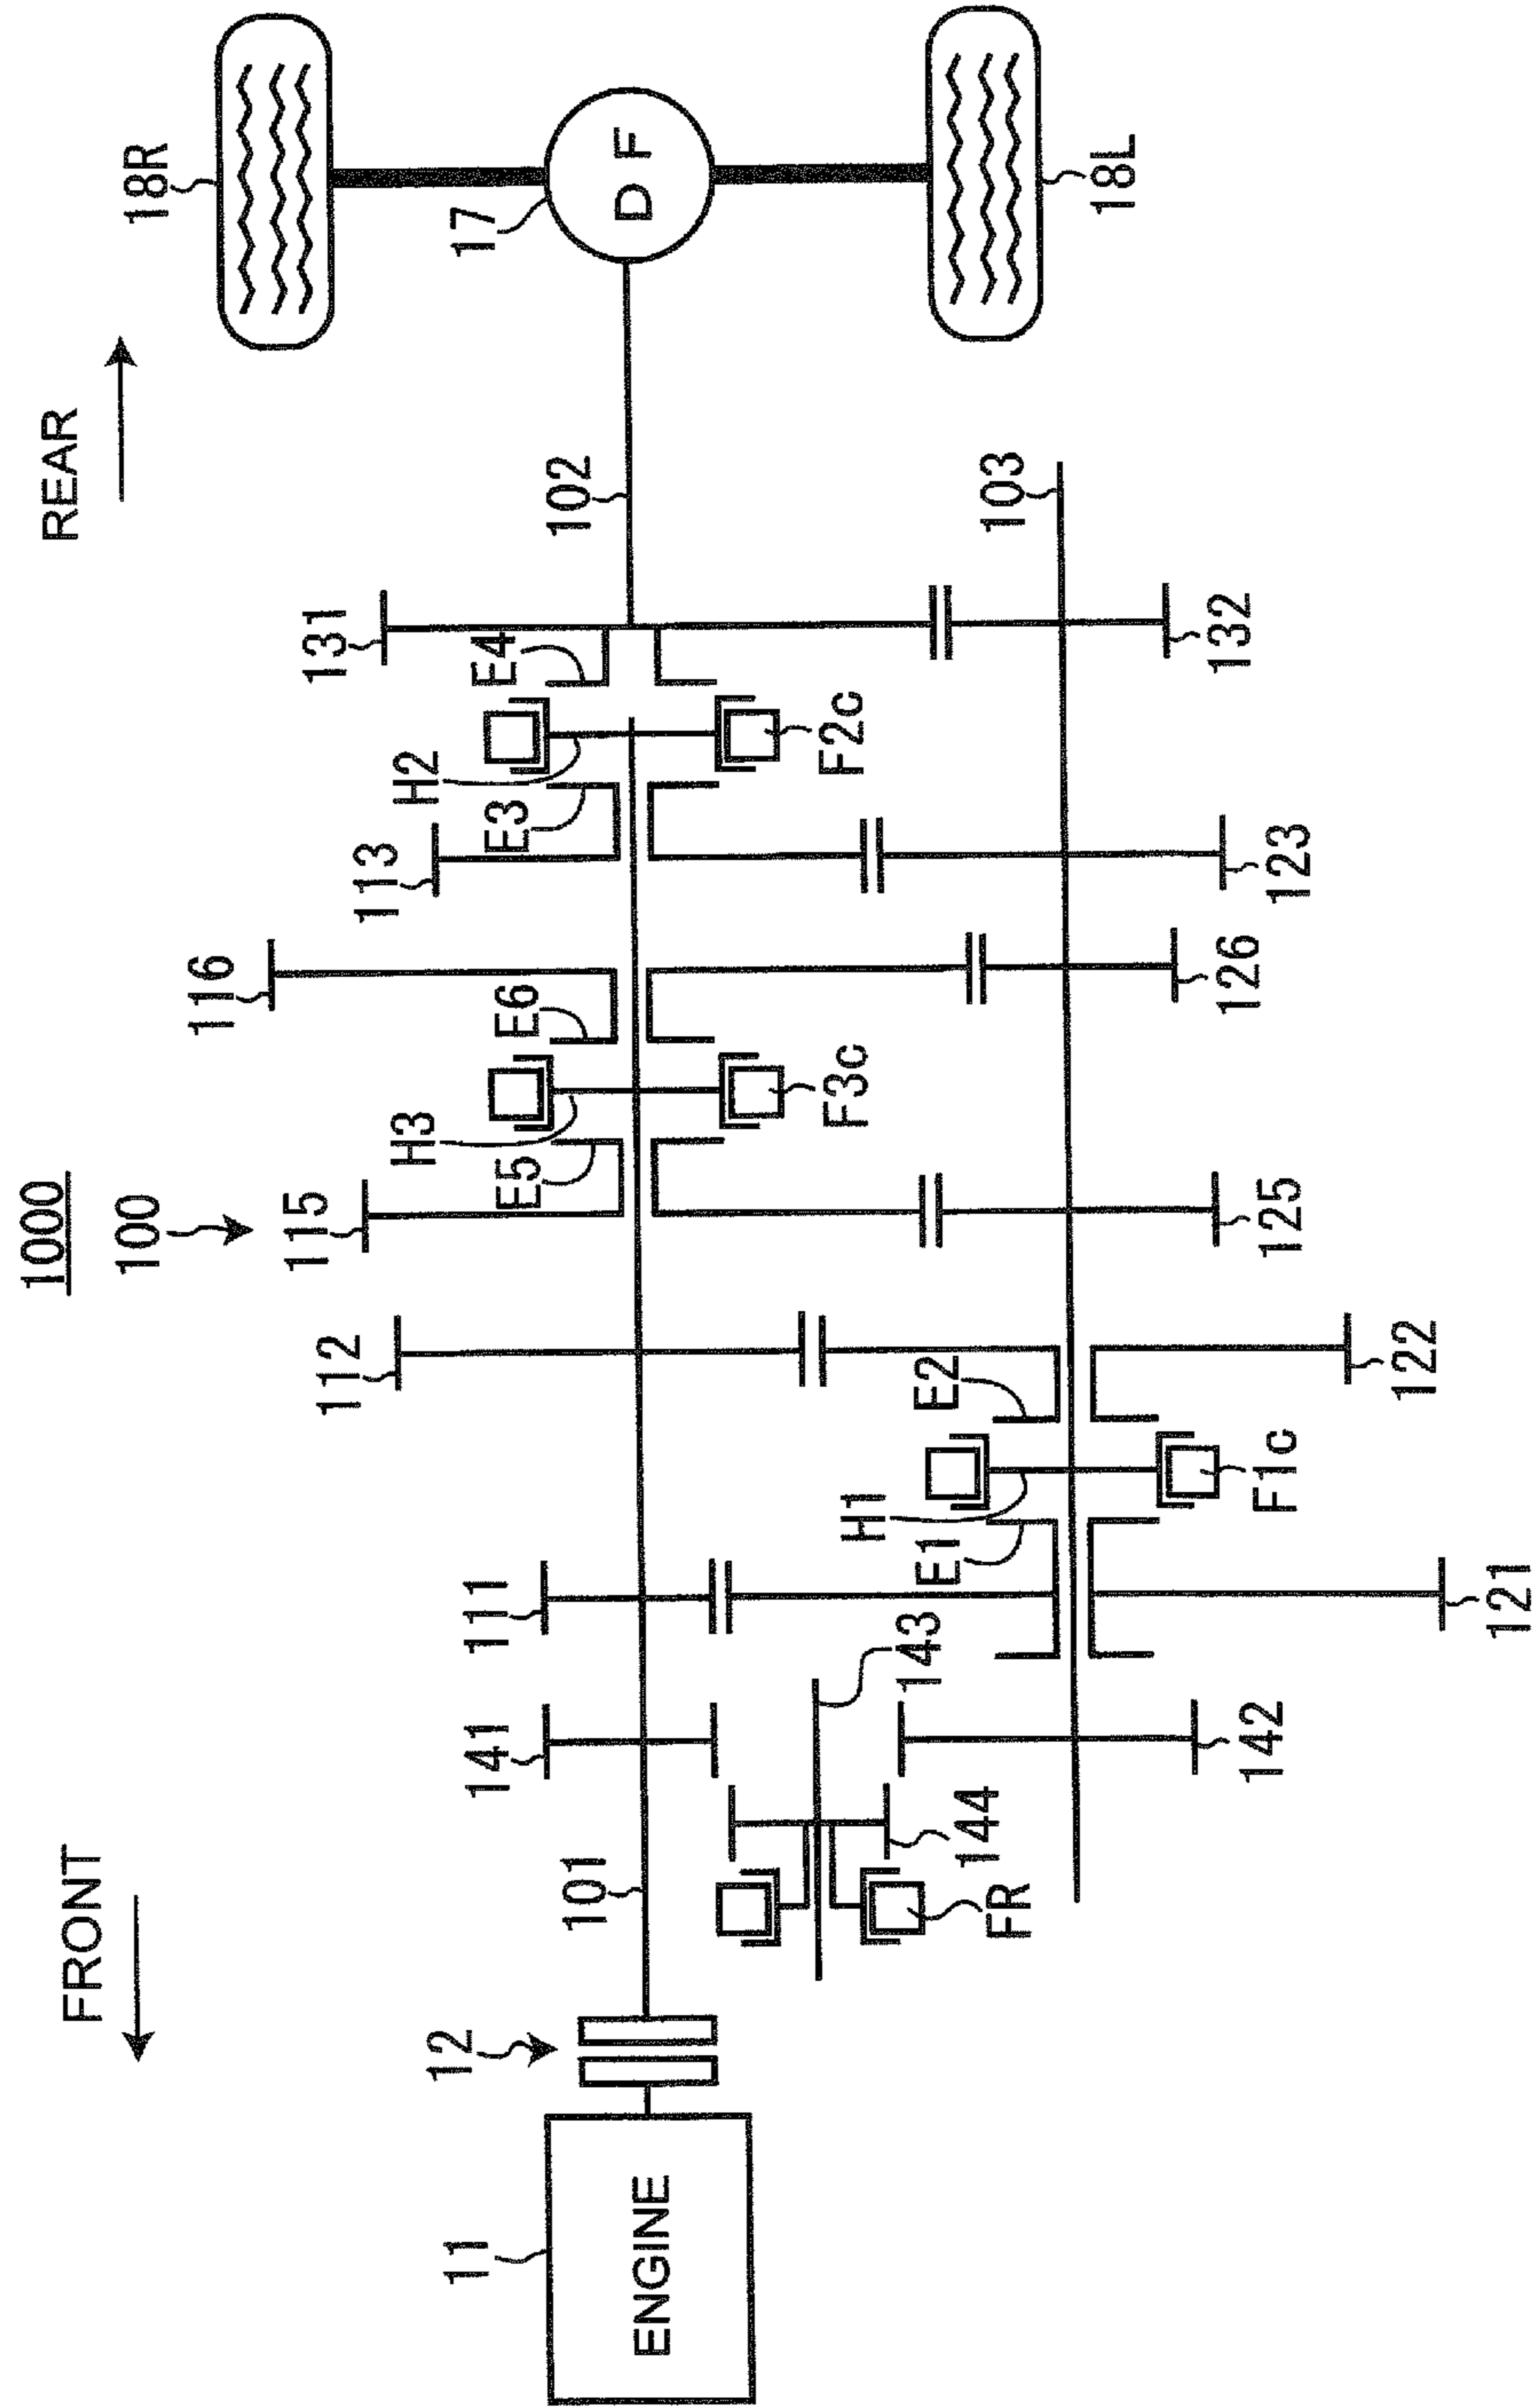 1000
100
FRONT
REAR
11
ENGINE
12
101
141
111
112
115
E5
H3
E6
116
F3c
113
E3
H2
E4
F2c
131
102
17
D F
18R
18L
143
144
FR
142
E1
H1
E2
F1c
121
122
125
126
123
132
103